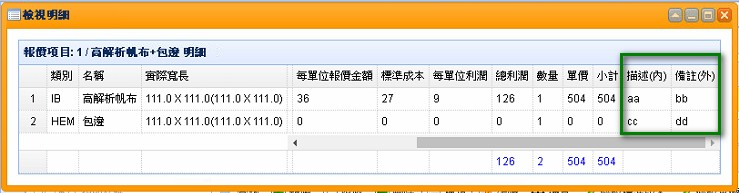 檢視明細
報價項目: 1 / 高解析帆布+包邊 明細
類別 名稱 實際寬長 每單位報價金額 標準成本 每單位利潤 總利潤 數量 單價 小計 描述(內) 備註(外)
1 IB 高解析帆布 111.0 X 111.0(111.0 X 111.0) 36 27 9 126 1 504 504 aa bb
2 HEM 包邊 111.0 X 111.0(111.0 X 111.0) 0 0 0 0 1 0 0 cc dd
126 2 504 504